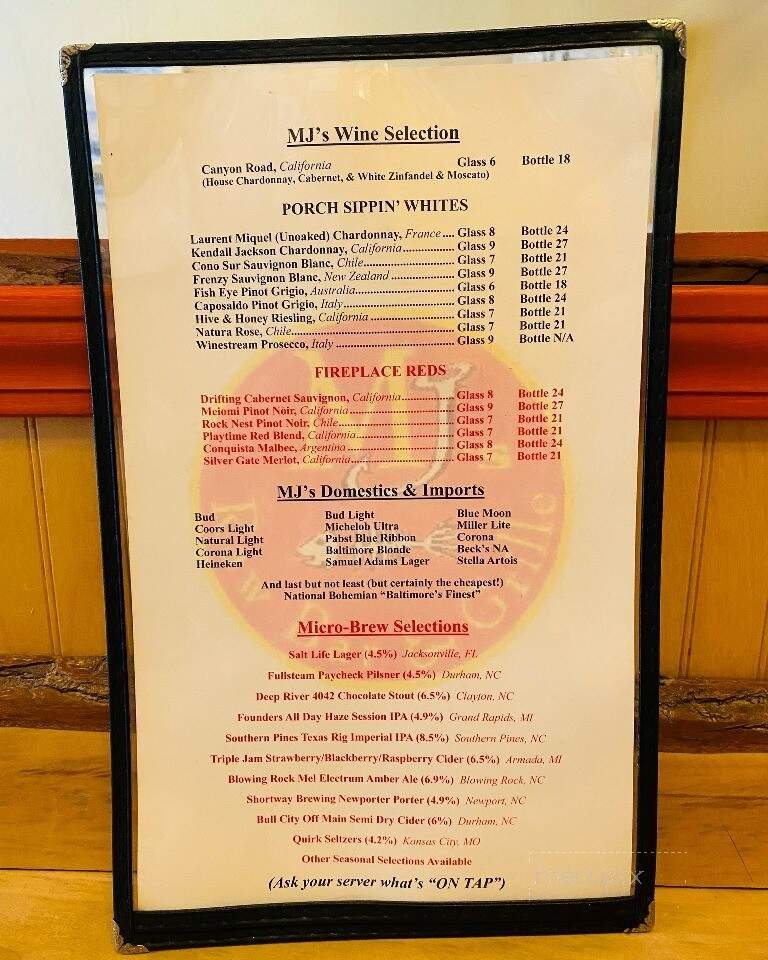 MJ's Wine Selection
Canyon Road, California Glass 6 Bottle 18
(House Chardonnay, Cabernet, & White Zinfandel & Moscato)
PORCH SIPPIN' WHITES
Laurent Miquel (Unoaked) Chardonnay, France .... Glass 8 Bottle 24
Kendall Jackson Chardonnay, California.................. Glass 9 Bottle 27
Cono Sur Sauvignon Blanc, Chile............................... Glass 7 Bottle 21
Frenzy Sauvignon Blanc, New Zealand ..................... Glass 9 Bottle 27
Fish Eye Pinot Grigio, Australia................................. Glass 6 Bottle 18
Caposaldo Pinot Grigio, Italy..................................... Glass 8 Bottle 24
Hive & Honey Riesling, California ............................ Glass 7 Bottle 21
Natura Rose, Chile...................................................... Glass 7 Bottle 21
Winestream Prosecco, Italy ........................................ Glass 9 Bottle N/A
FIREPLACE REDS
Drifting Cabernet Sauvignon, California.................. Glass 8 Bottle 24
Meiomi Pinot Noir, California................................... Glass 9 Bottle 27
Rock Nest Pinot Noir, Chile....................................... Glass 7 Bottle 21
Playtime Red Blend, California................................. Glass 7 Bottle 21
Conquista Malbec, Argentina .................................... Glass 8 Bottle 24
Silver Gate Merlot, California................................... Glass 7 Bottle 21
MJ's Domestics & Imports
Bud Bud Light Blue Moon
Coors Light Michelob Ultra Miller Lite
Natural Light Pabst Blue Ribbon Corona
Corona Light Baltimore Blonde Beck's NA
Heineken Samuel Adams Lager Stella Artois
And last but not least (but certainly the cheapest!)
National Bohemian "Baltimore's Finest"
Micro-Brew Selections
Salt Life Lager (4.5%) Jacksonville, FL
Fullsteam Paycheck Pilsner (4.5%) Durham, NC
Deep River 4042 Chocolate Stout (6.5%) Clayton, NC
Founders All Day Haze Session IPA (4.9%) Grand Rapids, MI
Southern Pines Texas Rig Imperial IPA (8.5%) Southern Pines, NC
Triple Jam Strawberry/Blackberry/Raspberry Cider (6.5%) Armada, MI
Blowing Rock Mel Electrum Amber Ale (6.9%) Blowing Rock, NC
Shortway Brewing Newporter Porter (4.9%) Newport, NC
Bull City Off Main Semi Dry Cider (6%) Durham, NC
Quirk Seltzers (4.2%) Kansas City, MO
Other Seasonal Selections Available
(Ask your server what's "ON TAP")